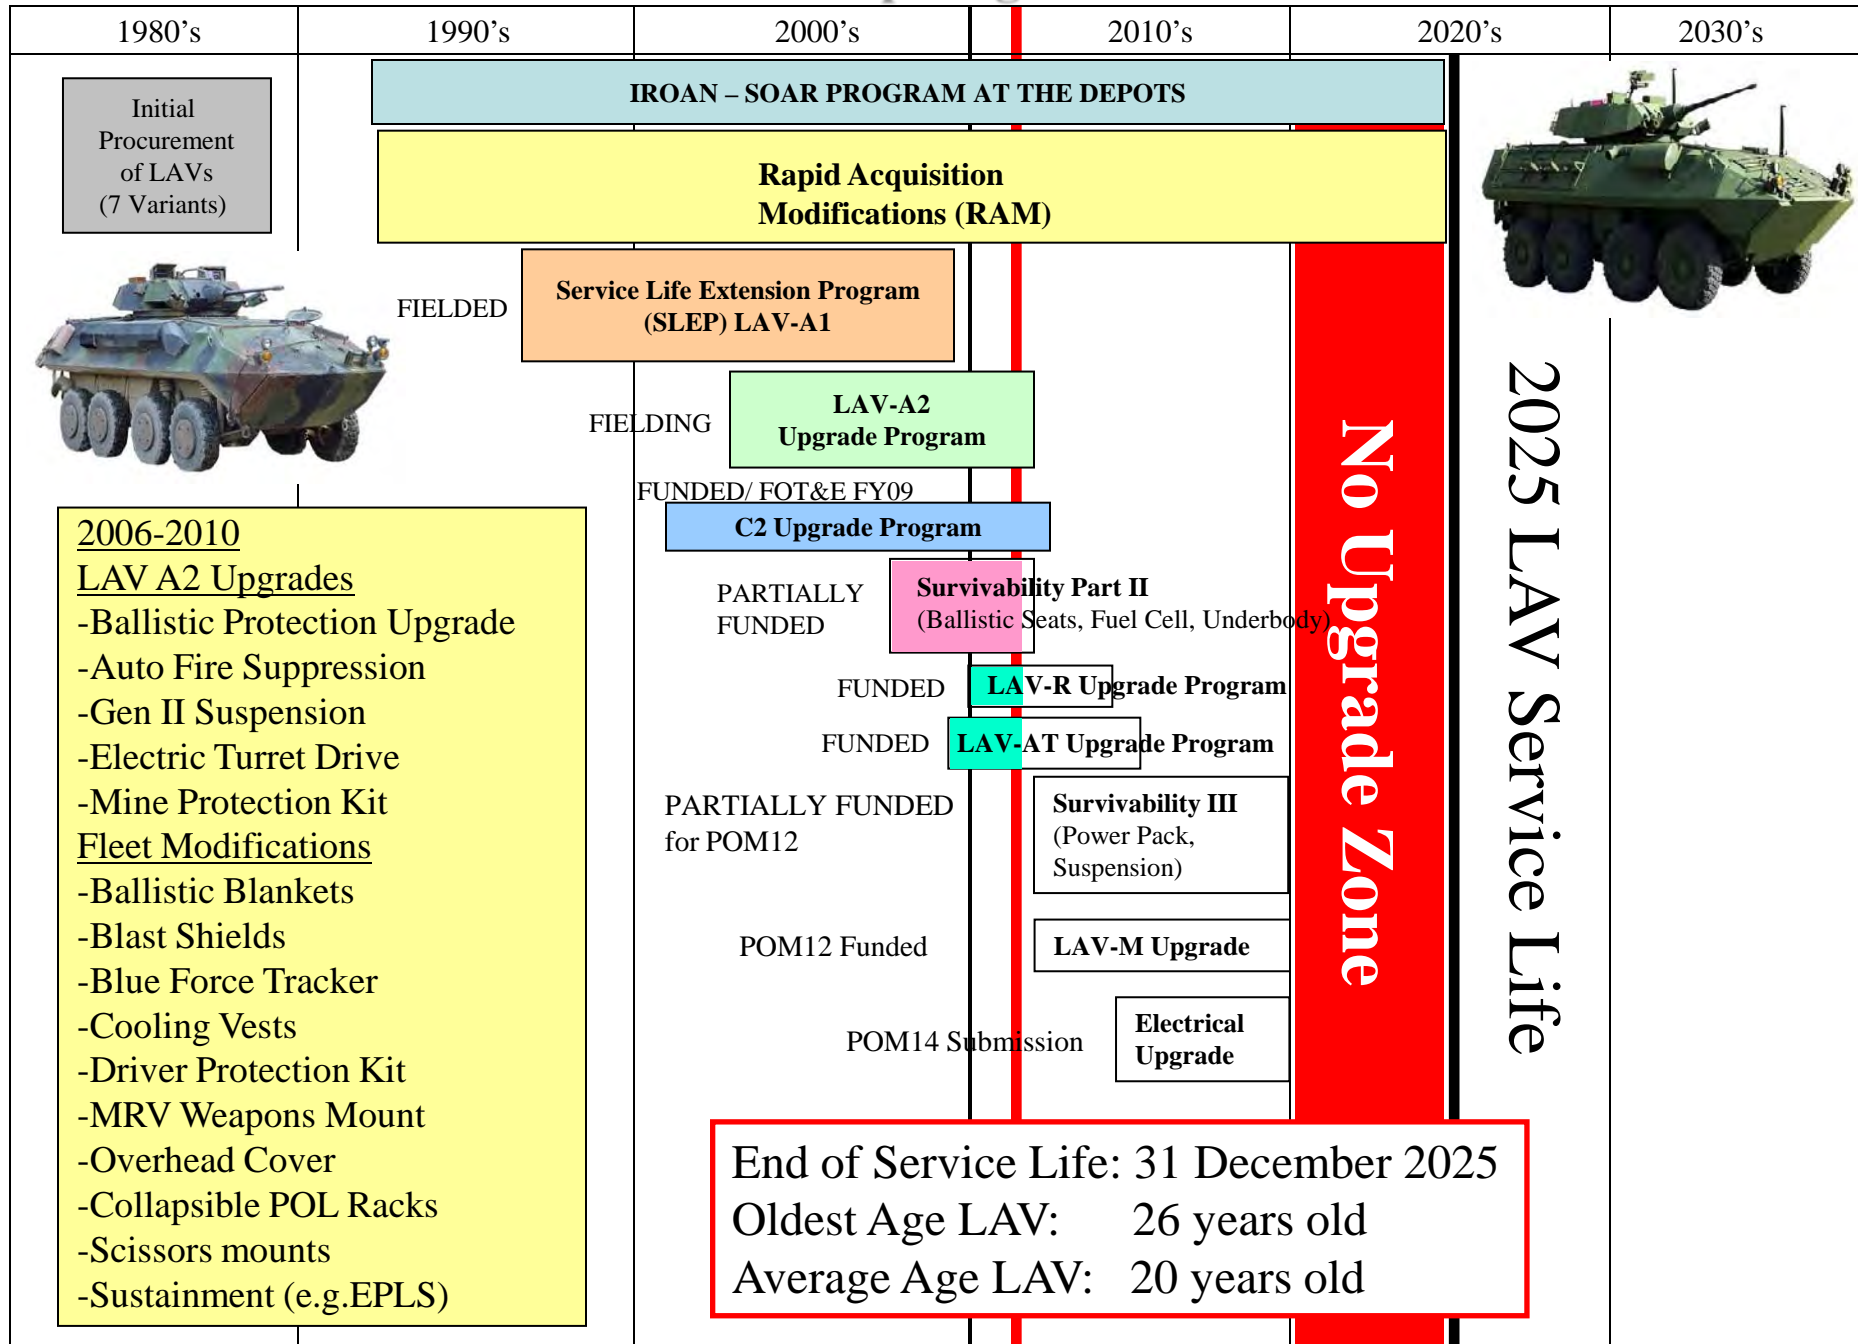 1980’s 1990’s 2000’s 2010’s 2020’s 2030’s
Initial
Procurement
of LAVs
(7 Variants)
IROAN – SOAR PROGRAM AT THE DEPOTS
Rapid Acquisition
Modifications (RAM)
FIELDED
Service Life Extension Program
(SLEP) LAV-A1
FIELDING
LAV-A2
Upgrade Program
FUNDED/ FOT&E FY09
C2 Upgrade Program
PARTIALLY
FUNDED
Survivability Part II
(Ballistic Seats, Fuel Cell, Underbody)
FUNDED
LAV-R Upgrade Program
FUNDED
LAV-AT Upgrade Program
PARTIALLY FUNDED
for POM12
Survivability III
(Power Pack,
Suspension)
POM12 Funded
LAV-M Upgrade
POM14 Submission
Electrical
Upgrade
No Upgrade Zone
2025 LAV Service Life
2006-2010
LAV A2 Upgrades
-Ballistic Protection Upgrade
-Auto Fire Suppression
-Gen II Suspension
-Electric Turret Drive
-Mine Protection Kit
Fleet Modifications
-Ballistic Blankets
-Blast Shields
-Blue Force Tracker
-Cooling Vests
-Driver Protection Kit
-MRV Weapons Mount
-Overhead Cover
-Collapsible POL Racks
-Scissors mounts
-Sustainment (e.g.EPLS)
End of Service Life: 31 December 2025
Oldest Age LAV: 26 years old
Average Age LAV: 20 years old